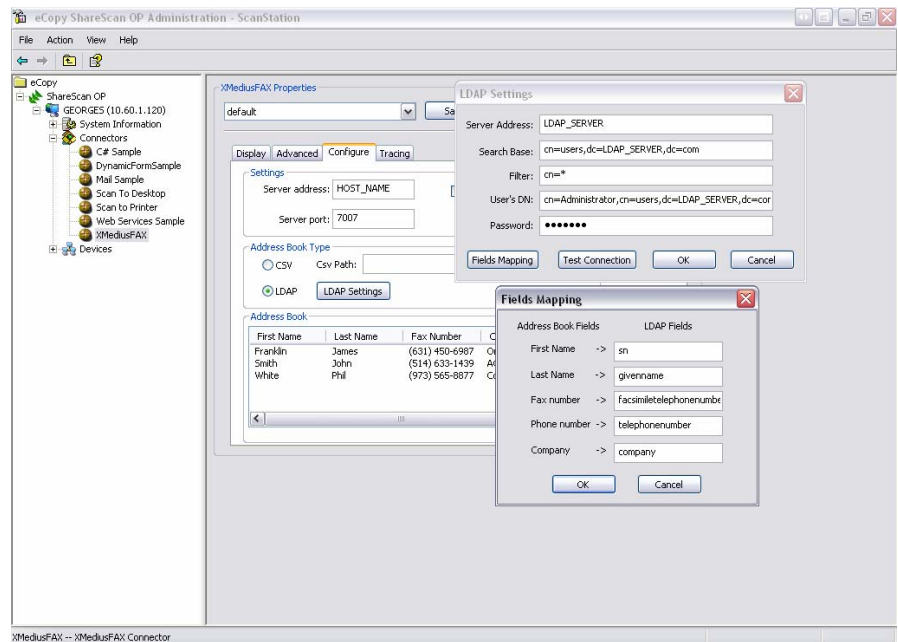 eCopy ShareScan OP Administration - ScanStation
File Action View Help
eCopy
ShareScan OP
GEORGES (10.60.1.120)
System Information
Connectors
C# Sample
DynamicFormSample
Mail Sample
Scan To Desktop
Scan to Printer
Web Services Sample
XMediusFAX
Devices
XMediusFAX Properties
default
Sa
Display Advanced Configure Tracing
Settings
Server address: HOST_NAME
Server port: 7007
Address Book Type
CSV Csv Path:
LDAP LDAP Settings
Address Book
First Name Last Name Fax Number C
Franklin James (631) 450-6987
Smith John (514) 633-1439
White Phil (973) 565-8877
LDAP Settings
Server Address: LDAP_SERVER
Search Base: cn=users,dc=LDAP_SERVER,dc=com
Filter: cn=*
User's DN: cn=Administrator,cn=users,dc=LDAP_SERVER,dc=cor
Password: •••••••
Fields Mapping Test Connection OK Cancel
Fields Mapping
Address Book Fields LDAP Fields
First Name -> sn
Last Name -> givenname
Fax number -> facsimiletelephonenumbe
Phone number -> telephonenumber
Company -> company
OK Cancel
XMediusFAX -- XMediusFAX Connector